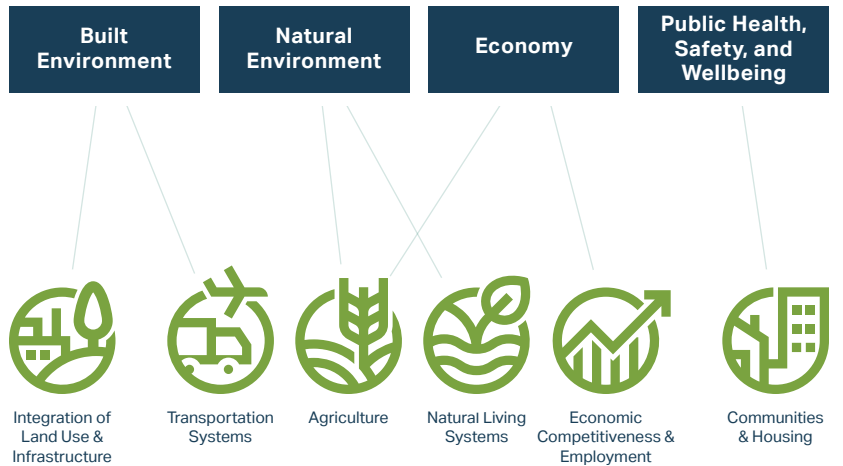 Built
Environment
Natural
Environment
Economy
Public Health,
Safety, and
Wellbeing
Integration of
Land Use &
Infrastructure
Transportation
Systems
Agriculture
Natural Living
Systems
Economic
Competitiveness &
Employment
Communities
& Housing